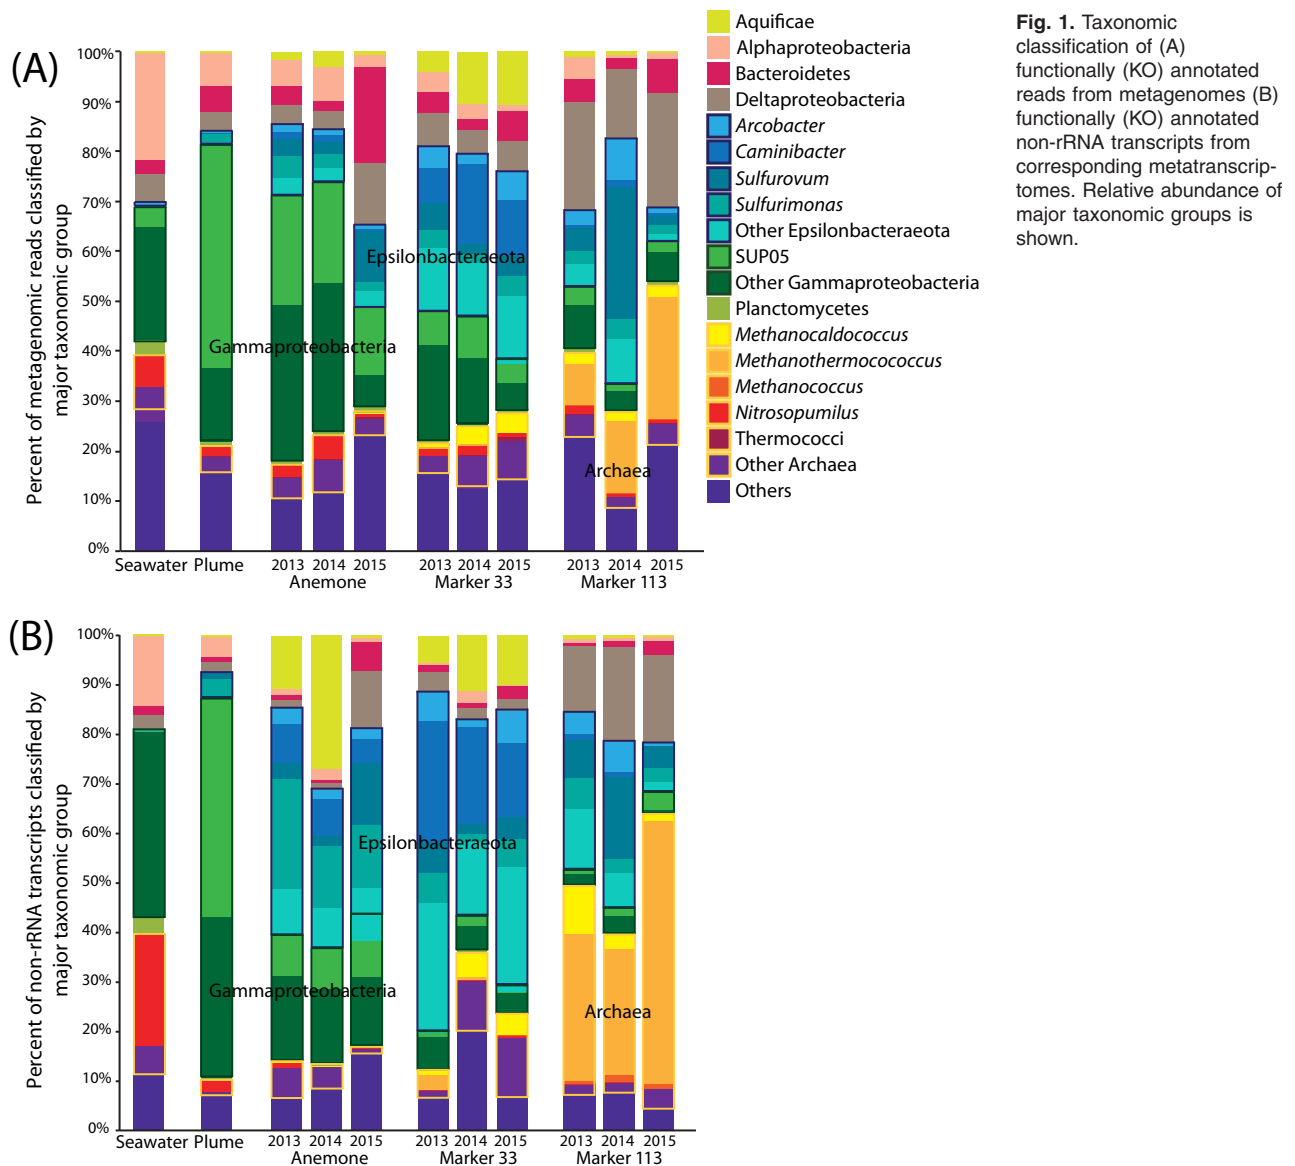 (A)
Percent of metagenomic reads classified by
major taxonomic group
100%
90%
80%
70%
60%
50%
40%
30%
20%
10%
0%
Epsilonbacteraeota
Gammaproteobacteria
Archaea
Seawater Plume 2013 2014 2015 2013 2014 2015 2013 2014 2015
Anemone Marker 33 Marker 113
Aquificae
Alphaproteobacteria
Bacteroidetes
Deltaproteobacteria
Arcobacter
Caminibacter
Sulfurovum
Sulfurimonas
Other Epsilonbacteraeota
SUP05
Other Gammaproteobacteria
Planctomycetes
Methanocaldococcus
Methanothermococcus
Methanococcus
Nitrosopumilus
Thermococci
Other Archaea
Others
Fig. 1. Taxonomic
classification of (A)
functionally (KO) annotated
reads from metagenomes (B)
functionally (KO) annotated
non-rRNA transcripts from
corresponding metatranscrip-
tomes. Relative abundance of
major taxonomic groups is
shown.
(B)
Percent of non-rRNA transcripts classified by
major taxonomic group
100%
90%
80%
70%
60%
50%
40%
30%
20%
10%
0%
Epsilonbacteraeota
Gammaproteobacteria
Archaea
Seawater Plume 2013 2014 2015 2013 2014 2015 2013 2014 2015
Anemone Marker 33 Marker 113